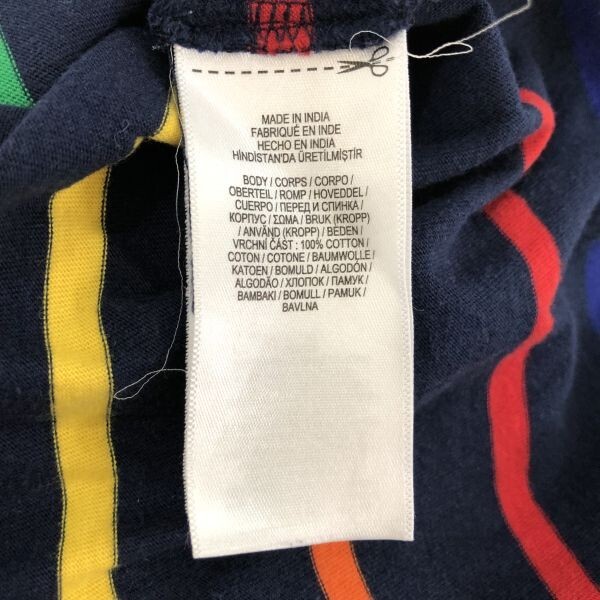 MADE IN INDIA
FABRIQUÉ EN INDE
HECHO EN INDIA
HİNDİSTAN'DA ÜRETİLMİŞTİR
BODY / CORPS / CORPO /
OBERTEIL / ROMP / HOVEDDEL /
CUERPO / ПЕРЕД И СПИНКА /
КОРПУС / ΣΩΜΑ / BRUK (KROPP)
/ ANVÄND (KROPP) / BEDEN /
VRCHNÍ ČÁST : 100% COTTON /
COTON / COTONE / BAUMWOLLE /
KATOEN / BOMULD / ALGODÓN /
ALGODÃO / ХЛОПОК / ПАМУК /
BAMBAKI / BOMULL / PAMUK /
BAVLNA